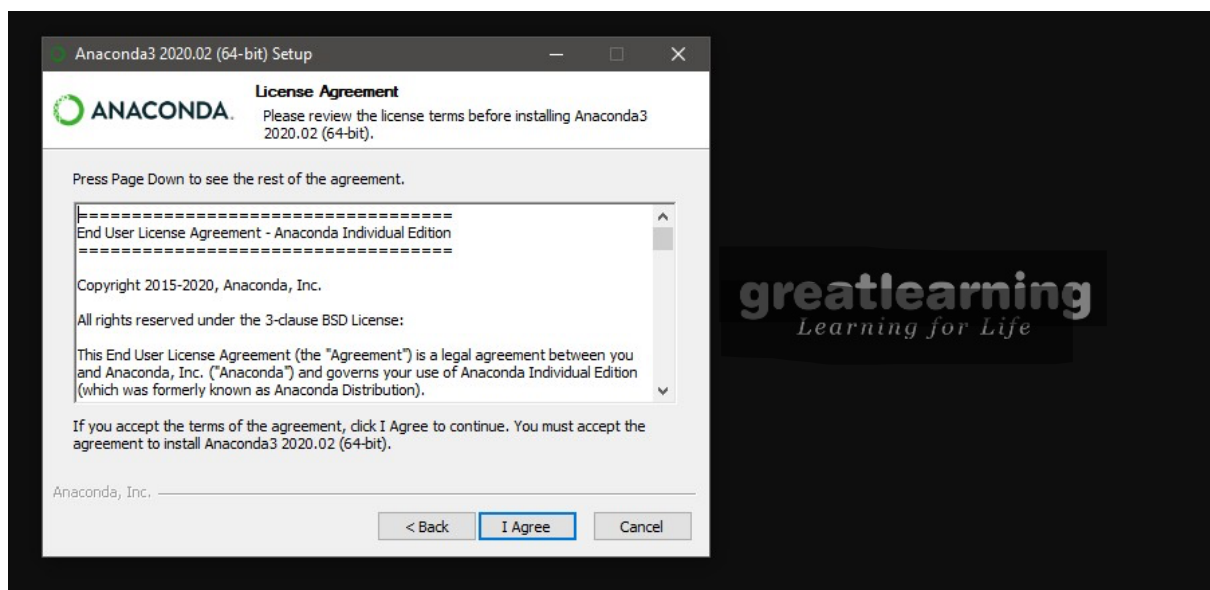 Anaconda3 2020.02 (64-bit) Setup
ANACONDA.
License Agreement
Please review the license terms before installing Anaconda3
2020.02 (64-bit).
Press Page Down to see the rest of the agreement.
===================================
End User License Agreement - Anaconda Individual Edition
===================================
Copyright 2015-2020, Anaconda, Inc.
All rights reserved under the 3-clause BSD License:
This End User License Agreement (the "Agreement") is a legal agreement between you
and Anaconda, Inc. ("Anaconda") and governs your use of Anaconda Individual Edition
(which was formerly known as Anaconda Distribution).
If you accept the terms of the agreement, click I Agree to continue. You must accept the
agreement to install Anaconda3 2020.02 (64-bit).
Anaconda, Inc.
< Back
I Agree
Cancel
greatlearning
Learning for Life